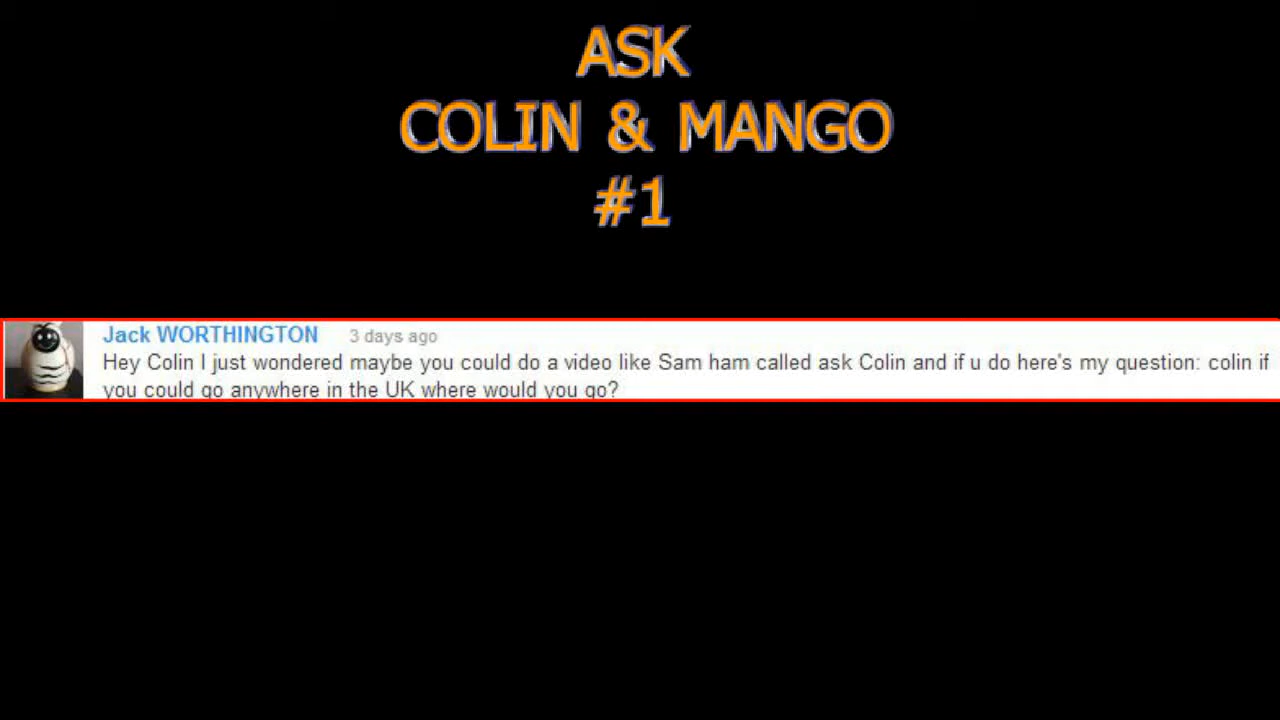 ASK
COLIN & MANGO
#1
Jack WORTHINGTON 3 days ago
Hey Colin I just wondered maybe you could do a video like Sam ham called ask Colin and if u do here's my question: colin if
you could go anywhere in the UK where would you go?